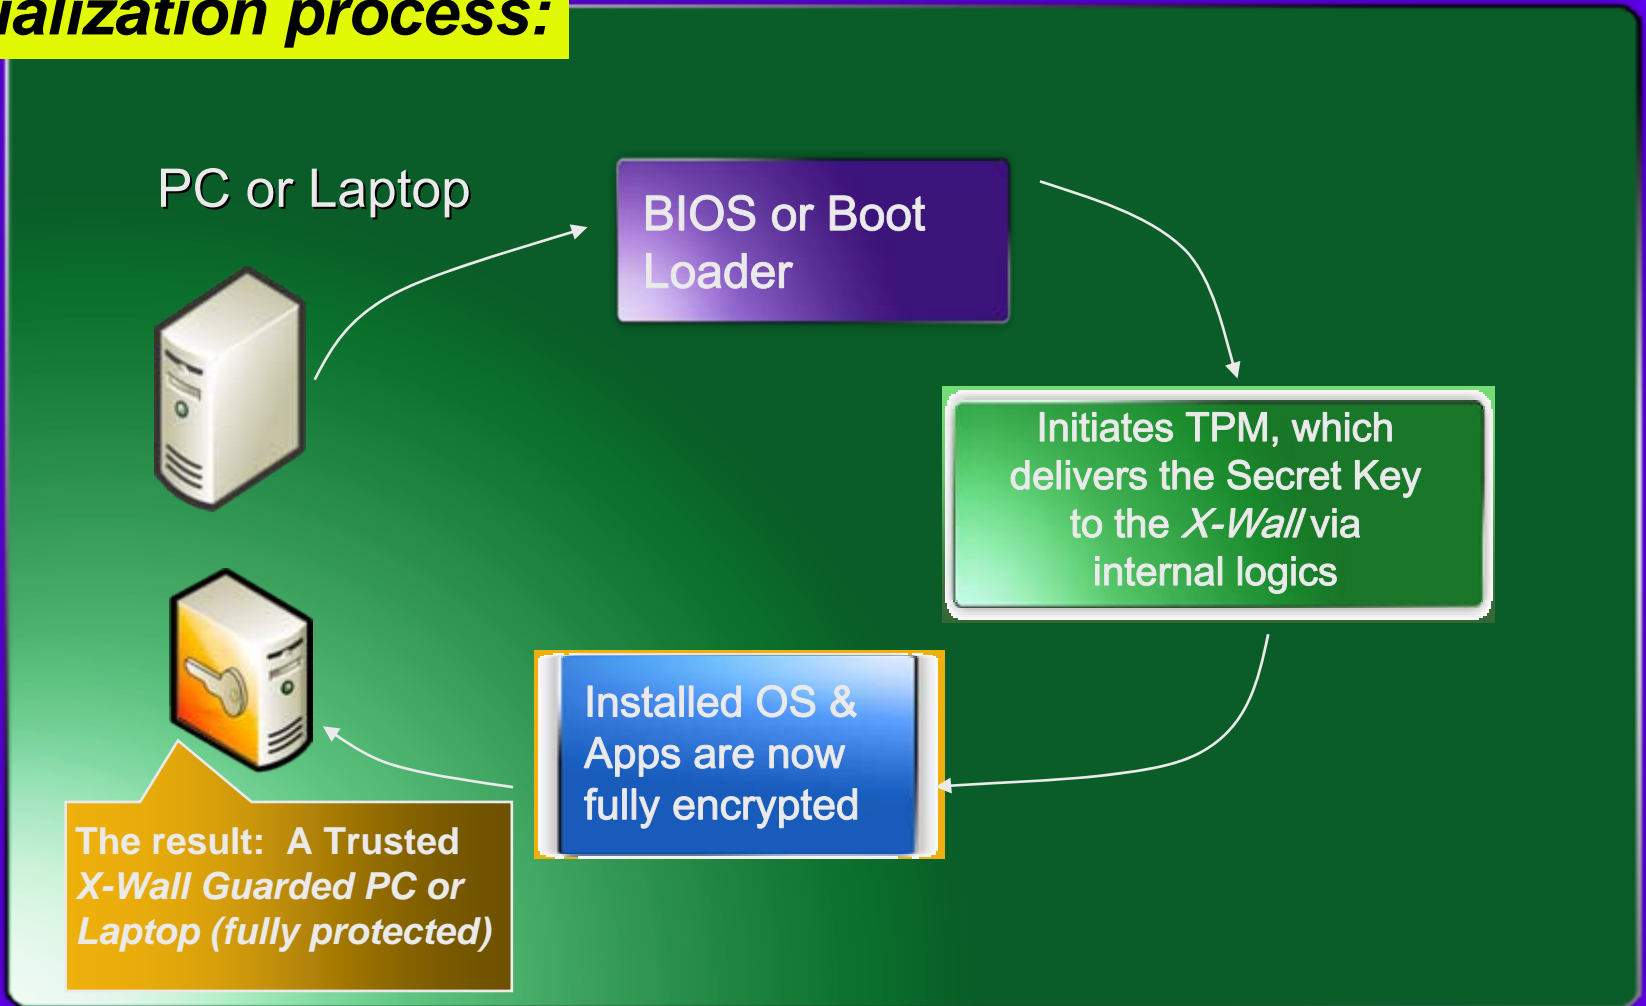 ialization process:
PC or Laptop
BIOS or Boot
Loader
Initiates TPM, which
delivers the Secret Key
to the X-Wall via
internal logics
Installed OS &
Apps are now
fully encrypted
The result:  A Trusted
X-Wall Guarded PC or
Laptop (fully protected)